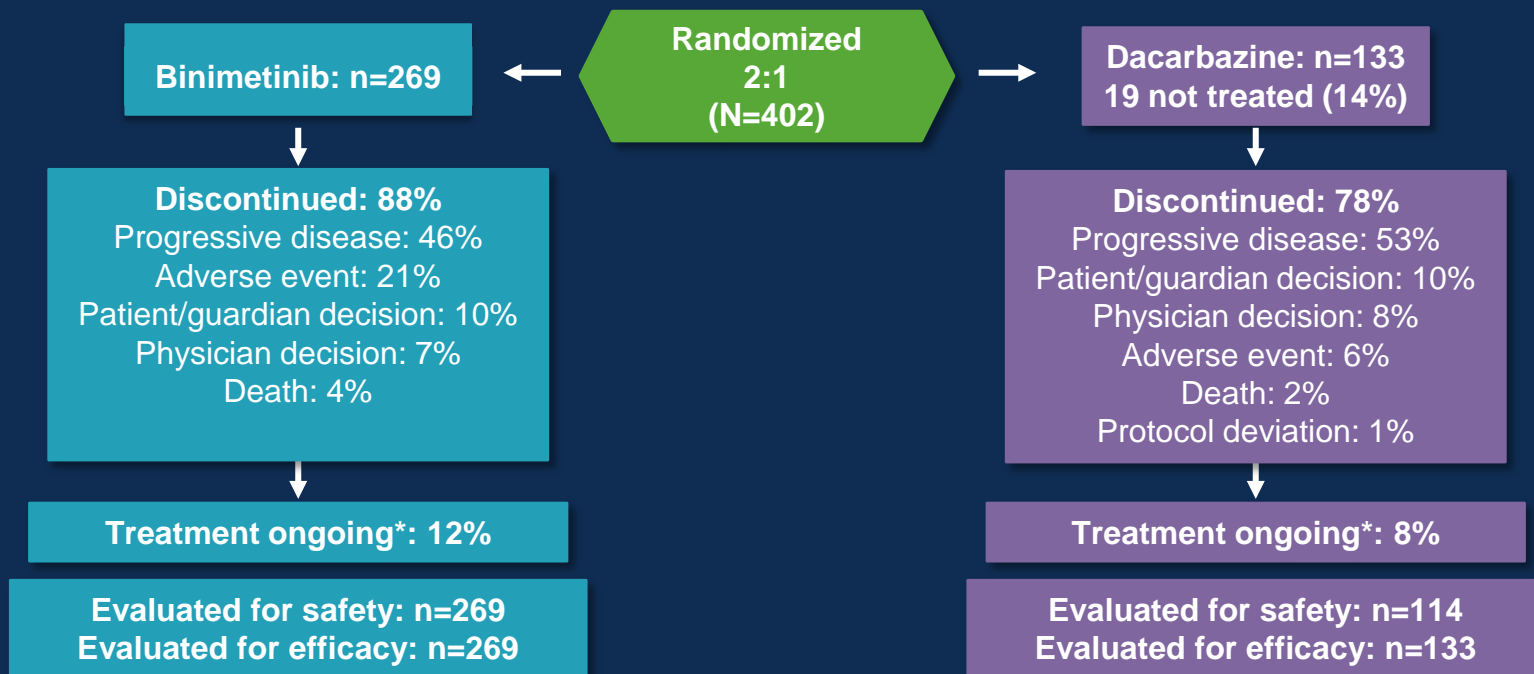 Randomized
2:1
(N=402)
Binimetinib: n=269
Discontinued: 88%
Progressive disease: 46%
Adverse event: 21%
Patient/guardian decision: 10%
Physician decision: 7%
Death: 4%
Treatment ongoing*: 12%
Evaluated for safety: n=269
Evaluated for efficacy: n=269
Dacarbazine: n=133
19 not treated (14%)
Discontinued: 78%
Progressive disease: 53%
Patient/guardian decision: 10%
Physician decision: 8%
Adverse event: 6%
Death: 2%
Protocol deviation: 1%
Treatment ongoing*: 8%
Evaluated for safety: n=114
Evaluated for efficacy: n=133